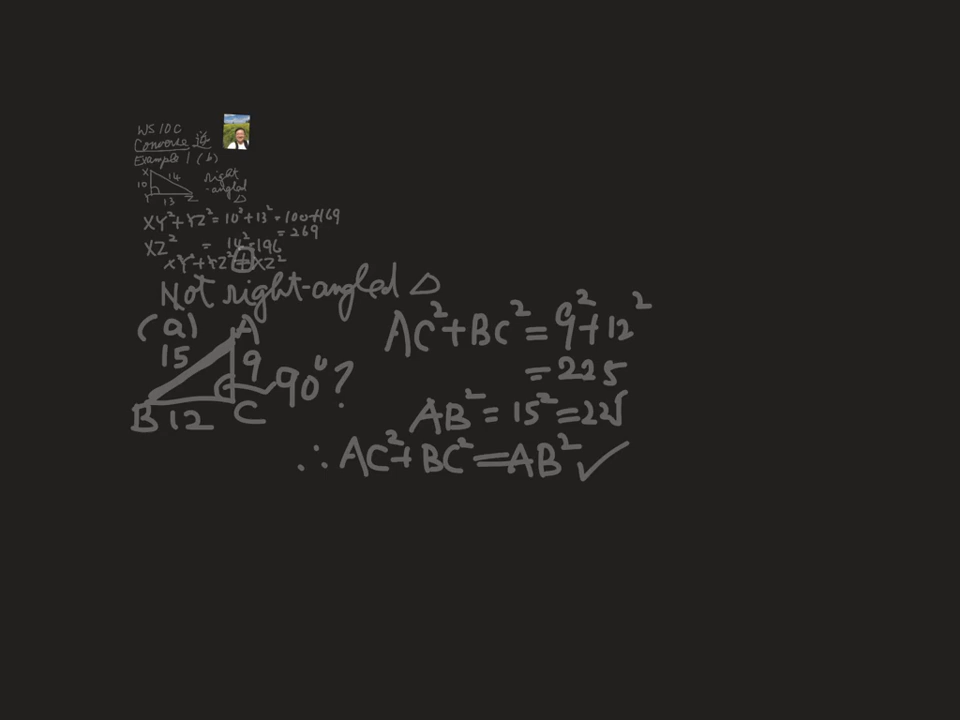 WS 10C
Converse 逆
Example 1 (b)
X 14
10
Y 13 Z
right
-angled
△
XY²+YZ² = 10²+13² = 100+169
= 269
XZ² = 14² = 196
XY²+YZ² ≠ XZ²
Not right-angled △
(a) A
15 9
B 12 C 90°?
AC²+BC² = 9²+12²
= 225
AB² = 15² = 225
∴ AC²+BC² = AB² ✓